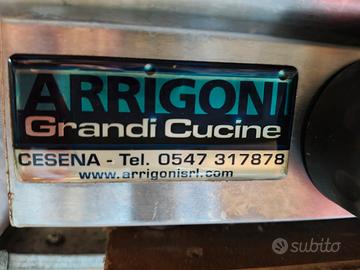 ARRIGONI
Grandi Cucine
CESENA - Tel. 0547 317878
www.arrigonisrl.com
subito